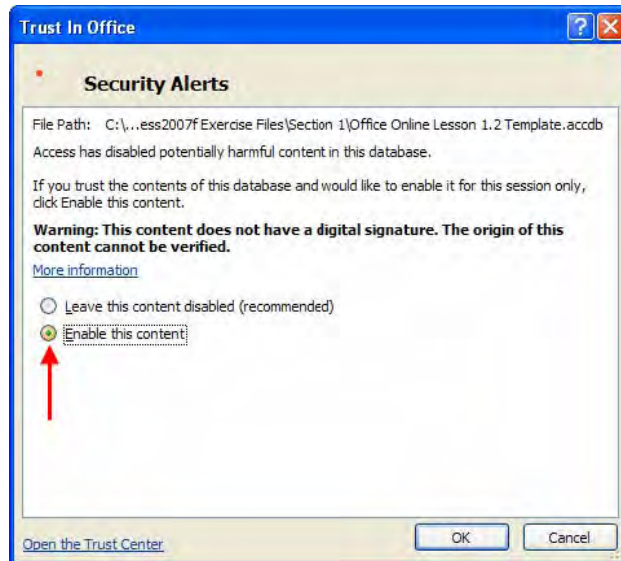 Trust In Office
Security Alerts
File Path: C:\...ess2007f Exercise Files\Section 1\Office Online Lesson 1.2 Template.accdb
Access has disabled potentially harmful content in this database.
If you trust the contents of this database and would like to enable it for this session only,
click Enable this content.
Warning: This content does not have a digital signature. The origin of this
content cannot be verified.
More information
Leave this content disabled (recommended)
Enable this content
Open the Trust Center
OK
Cancel